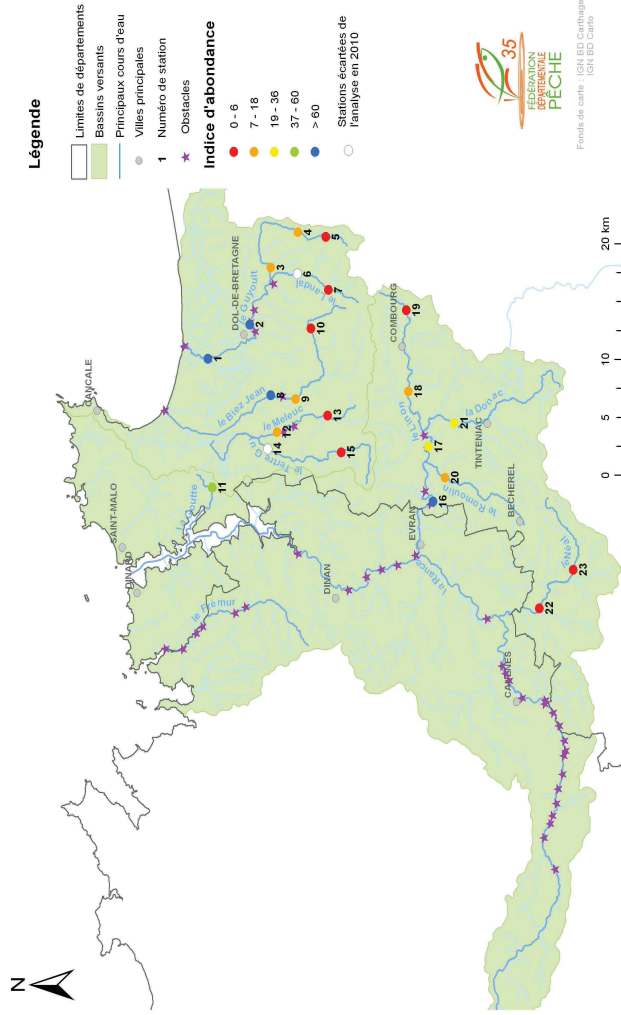 N
Légende
Limites de départements
Bassins versants
Principaux cours d'eau
Villes principales
1 Numéro de station
Obstacles
Indice d'abondance
0 - 6
7 - 18
19 - 36
37 - 60
> 60
Stations écartées de
l'analyse en 2010
35
FÉDÉRATION
DÉPARTEMENTALE
PÊCHE
Fonds de carte : IGN BD Carthage
IGN BD Carto
CANCALE
SAINT-MALO
DINARD
DOL-DE-BRETAGNE
DINAN
COMBOURG
EVRAN
TINTENIAC
BECHEREL
le Frémur
La Goutte
le Biez Jean
le Guyoult
le Meleuc
le Landal
le Linon
la Donac
le Romoulin
La Rance
le Néal
1
2
3
4
5
6
7
8
9
10
11
12
13
14
15
16
17
18
19
20
21
22
23
0 5 10 20 km